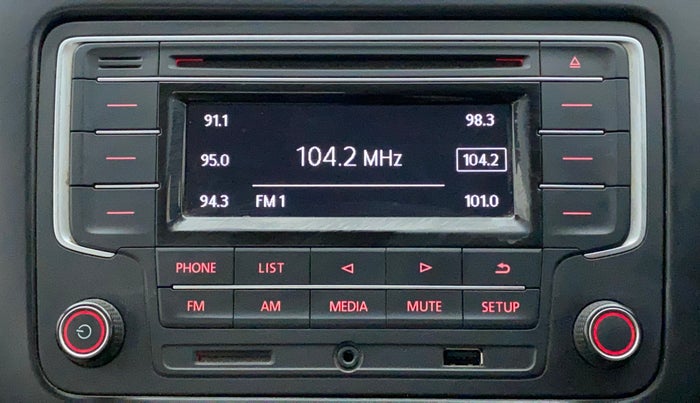 91.1 98.3
95.0 104.2 MHz 104.2
94.3 FM 1 101.0
PHONE LIST
FM AM MEDIA MUTE SETUP